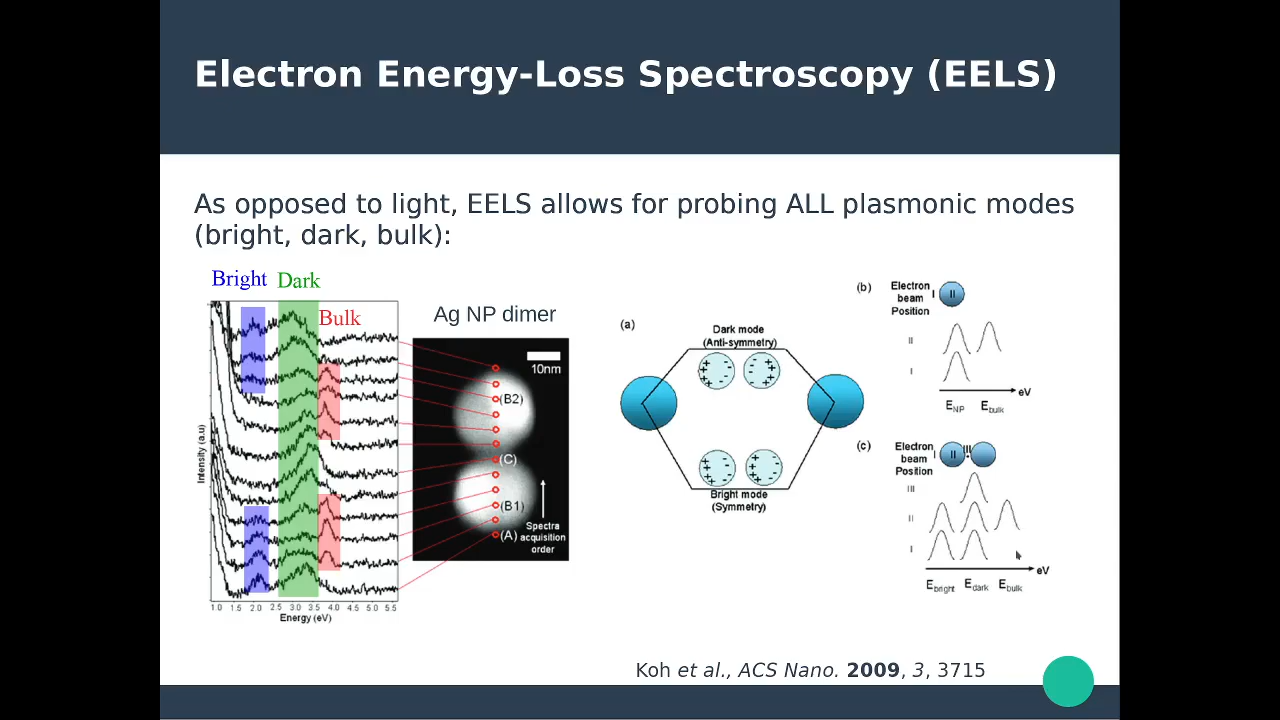 Electron Energy-Loss Spectroscopy (EELS)
As opposed to light, EELS allows for probing ALL plasmonic modes
(bright, dark, bulk):
Bright Dark
Bulk
Intensity (a.u)
1.0 1.5 2.0 2.5 3.0 3.5 4.0 4.5 5.0 5.5
Energy (eV)
Ag NP dimer
10nm
(B2)
(C)
(B1)
(A)
Spectra
acquisition
order
(a)
Dark mode
(Anti-symmetry)
Bright mode
(Symmetry)
(b)
Electron
beam
Position
I
II
II
I
eV
E_NP E_bulk
(c)
Electron
beam
Position
I
II
III
III
II
I
eV
E_bright E_dark E_bulk
Koh et al., ACS Nano. 2009, 3, 3715